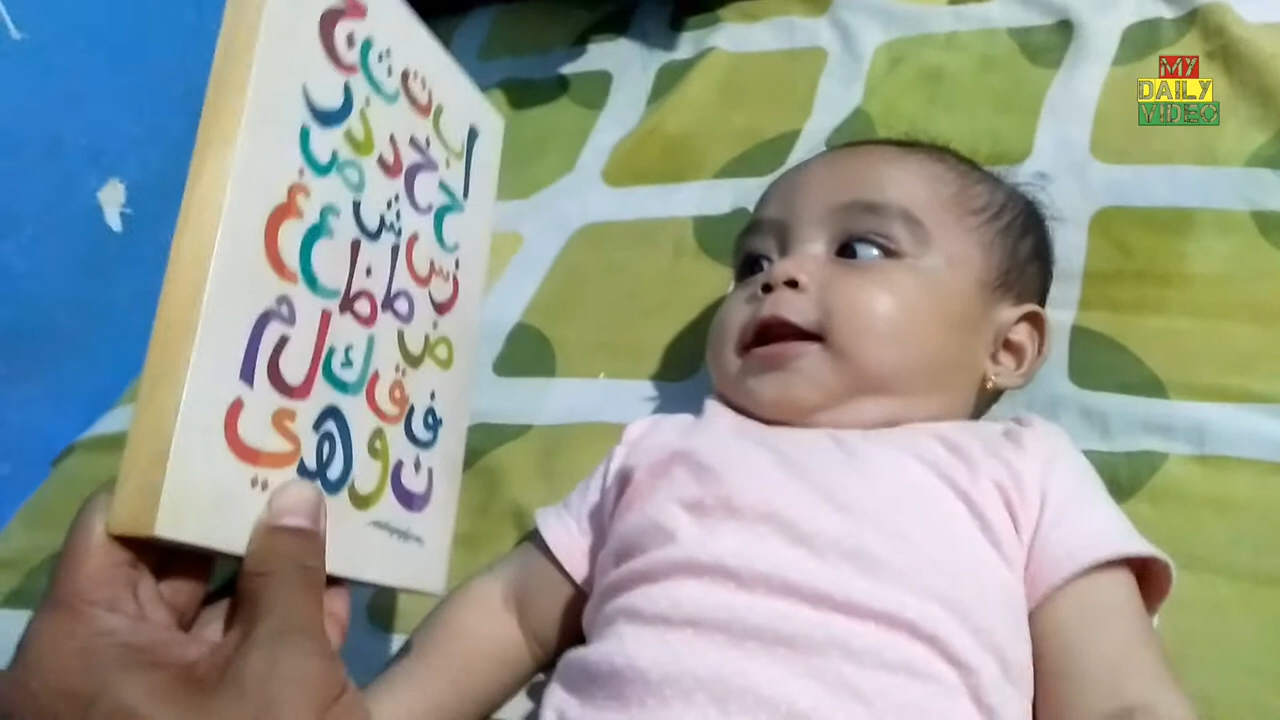 ا ب ت ث ج
ح خ د ذ ر
س ش
ض ط ظ ع غ
ف ق ك ل م
ن و ه ي
MY
DAILY
VIDEO